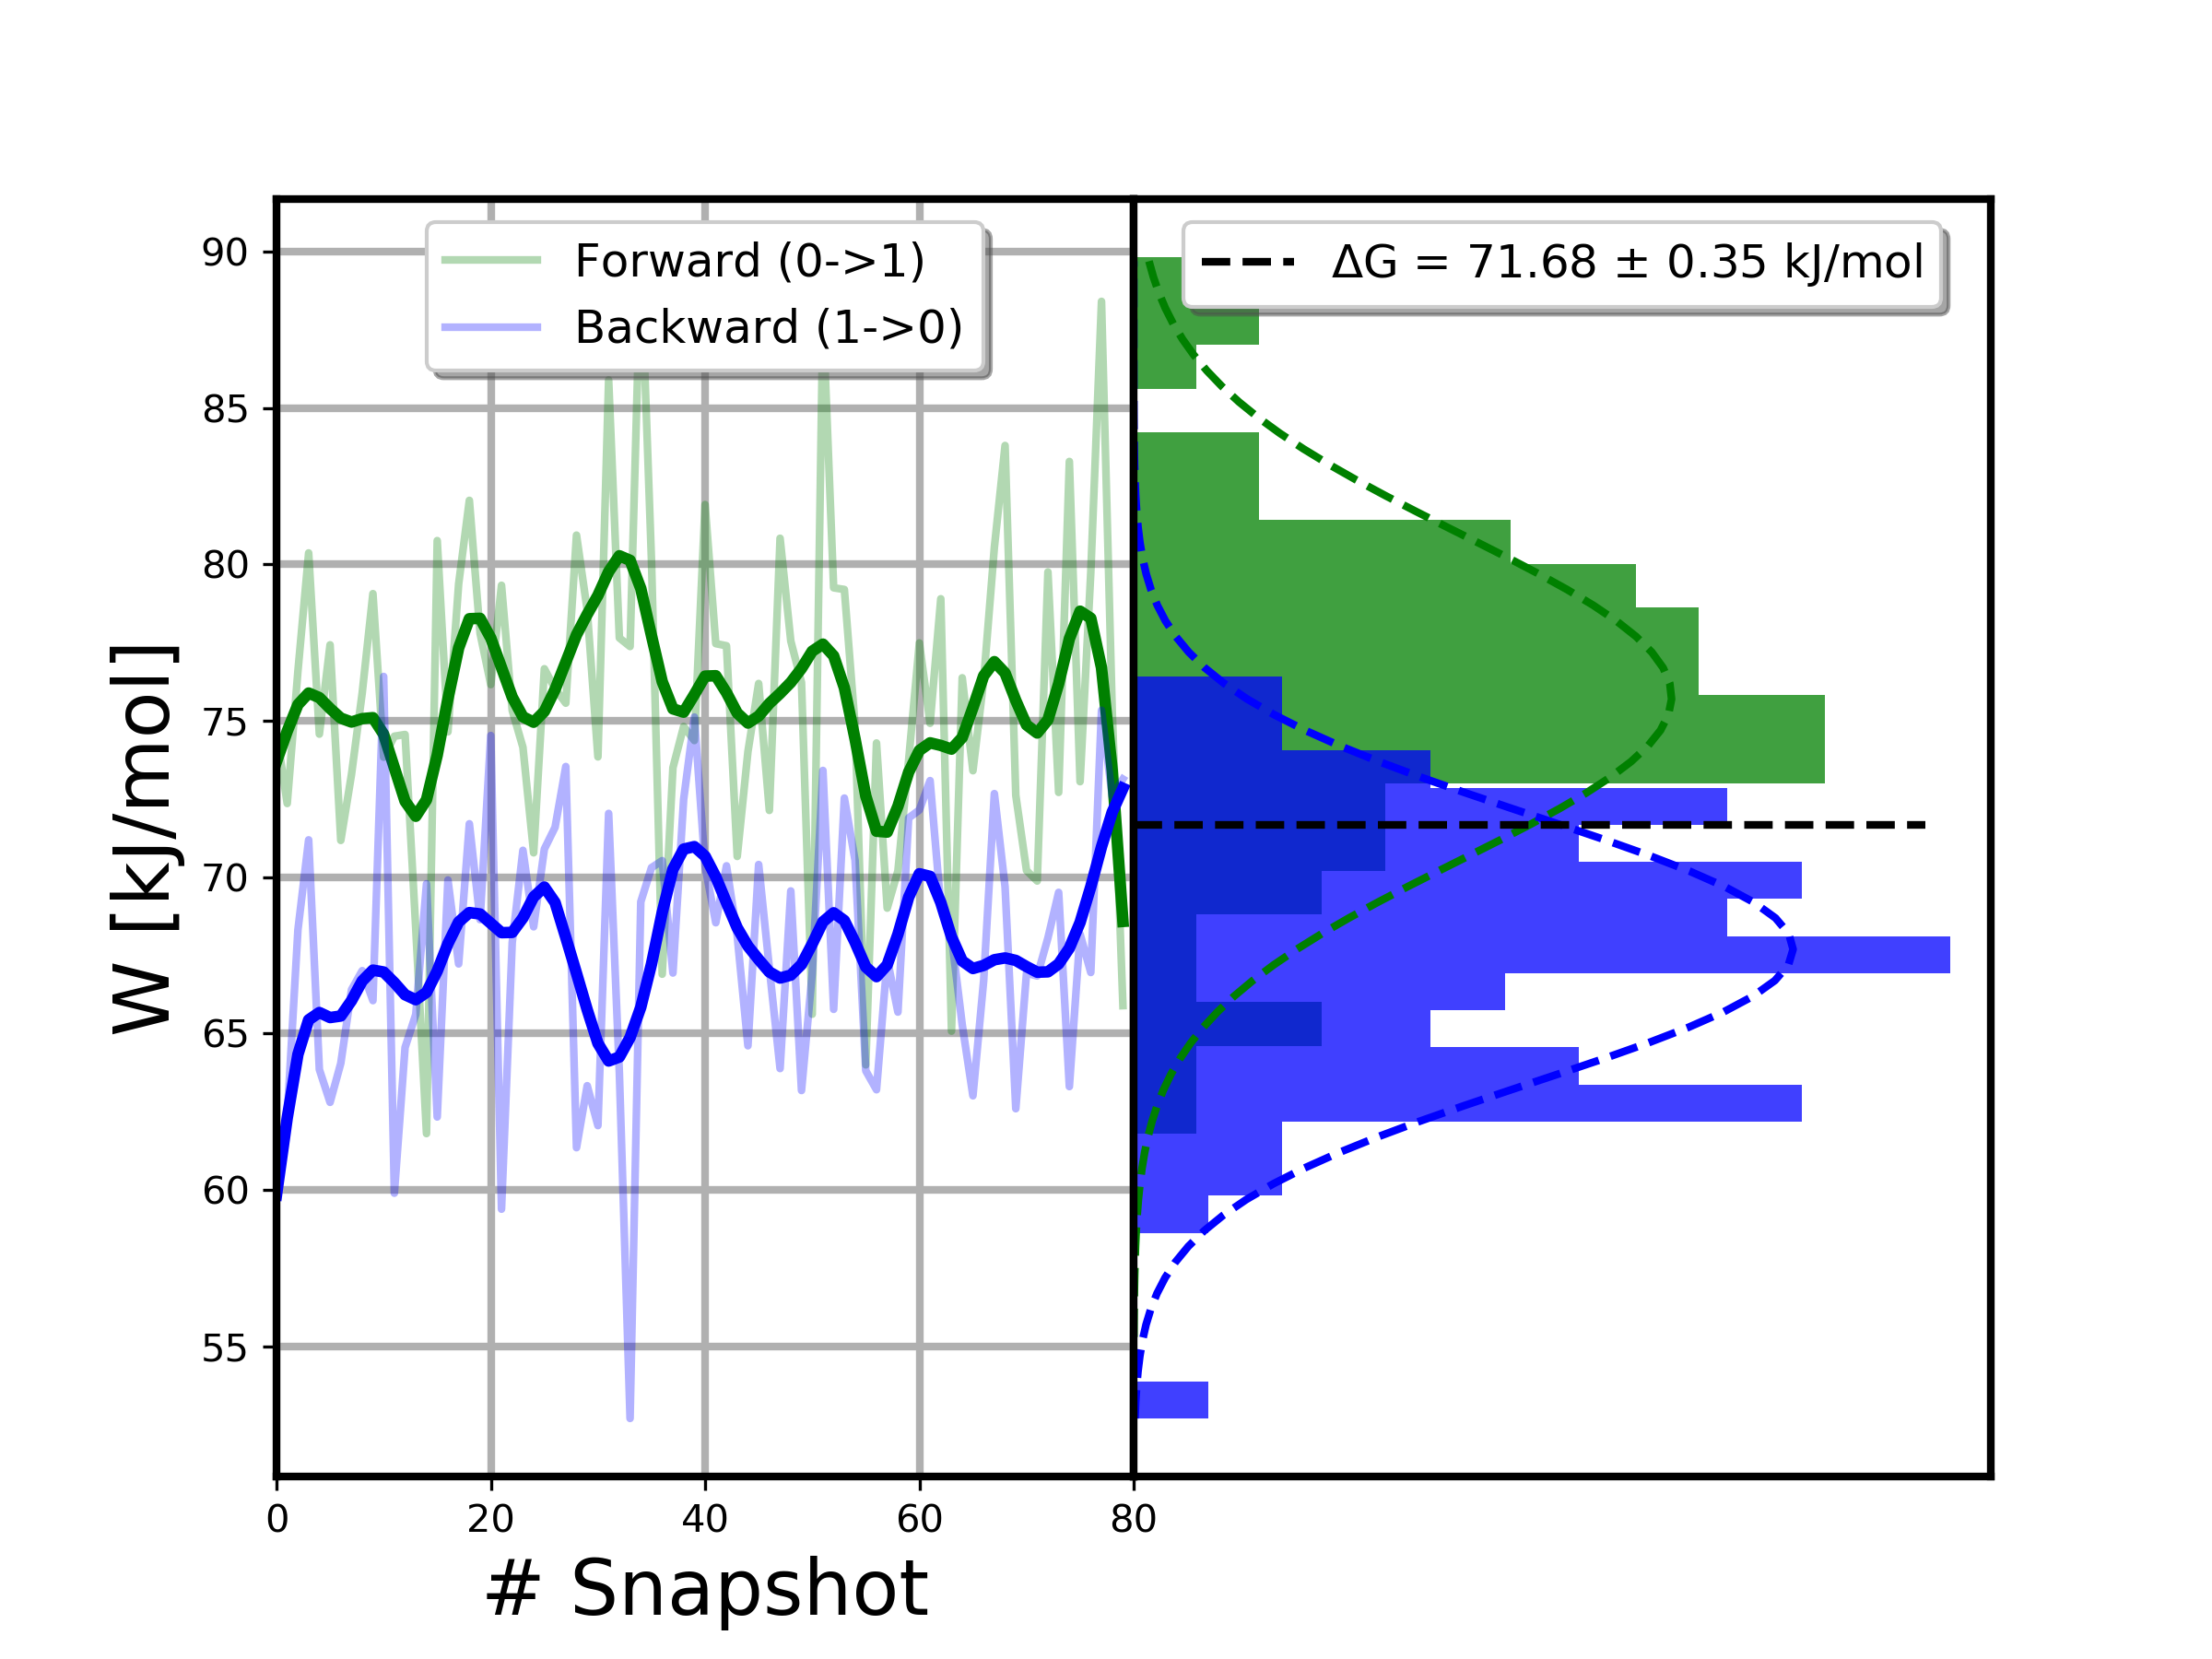 Forward (0->1)
Backward (1->0)
ΔG = 71.68 ± 0.35 kJ/mol
90
85
80
75
70
65
60
55
W [kJ/mol]
0 20 40 60 80
# Snapshot